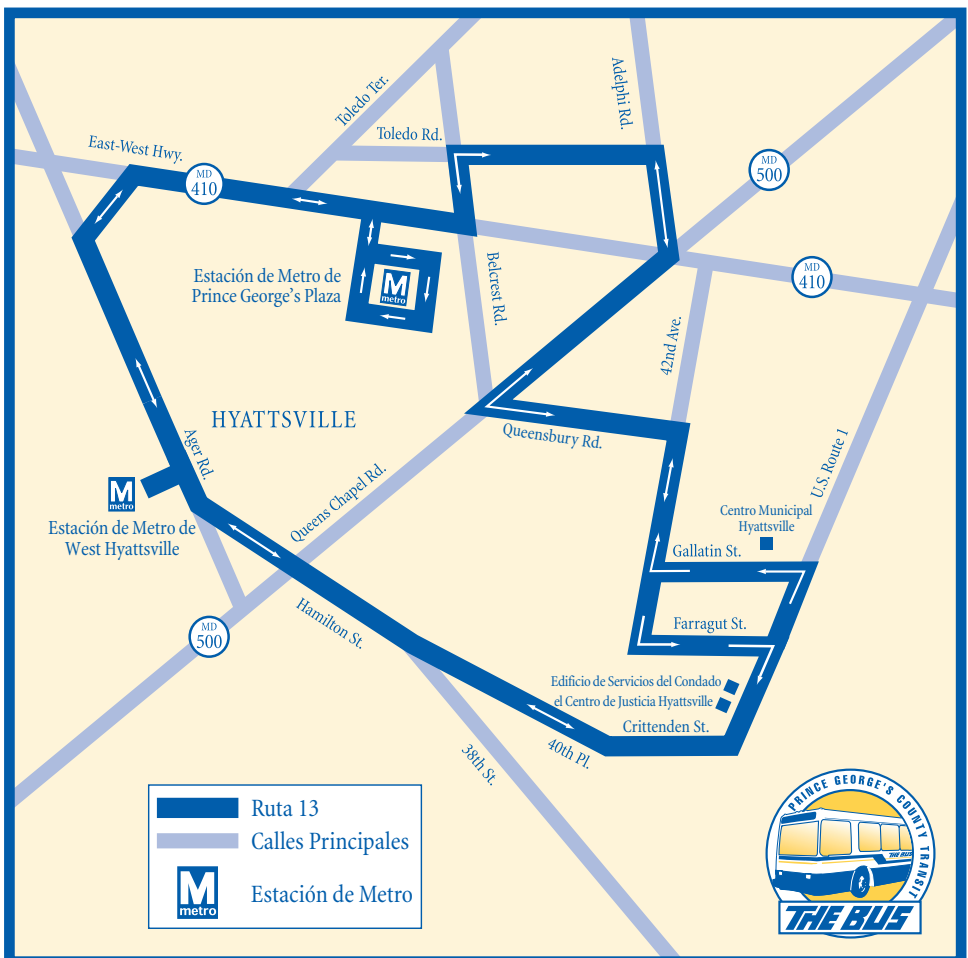 Toledo Ter.
Adelphi Rd.
Toledo Rd.
East-West Hwy.
MD
410
MD
500
Estación de Metro de
Prince George's Plaza
M
metro
Belcrest Rd.
MD
410
42nd Ave.
HYATTSVILLE
Queensbury Rd.
Ager Rd.
U.S. Route 1
Queens Chapel Rd.
M
metro
Estación de Metro de
West Hyattsville
Centro Municipal
Hyattsville
Gallatin St.
Hamilton St.
Farragut St.
MD
500
Edificio de Servicios del Condado
el Centro de Justicia Hyattsville
Crittenden St.
40th Pl.
38th St.
Ruta 13
Calles Principales
M
metro
Estación de Metro
PRINCE GEORGE'S COUNTY TRANSIT
THE BUS
THE BUS